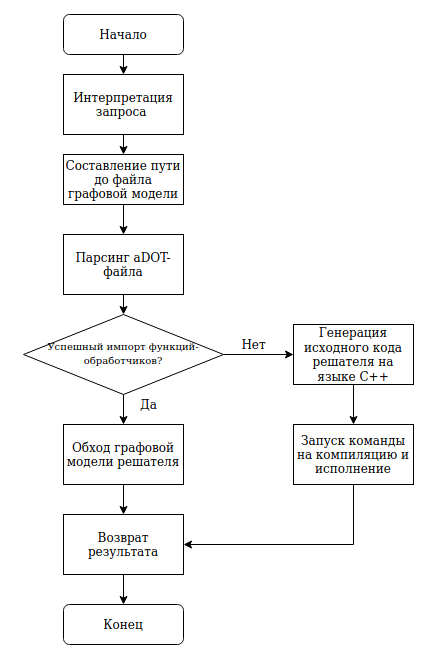 Начало
Интерпретация
запроса
Составление пути
до файла
графовой модели
Парсинг aDOT-
файла
Успешный импорт функций-
обработчиков?
Нет
Генерация
исходного кода
решателя на
языке C++
Да
Обход графовой
модели решателя
Запуск команды
на компиляцию и
исполнение
Возврат
результата
Конец